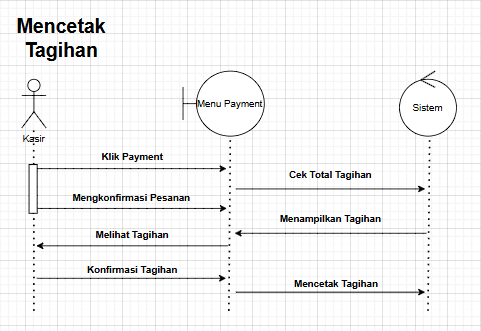 Mencetak
Tagihan
Menu Payment
Sistem
Kasir
Klik Payment
Cek Total Tagihan
Mengkonfirmasi Pesanan
Menampilkan Tagihan
Melihat Tagihan
Konfirmasi Tagihan
Mencetak Tagihan